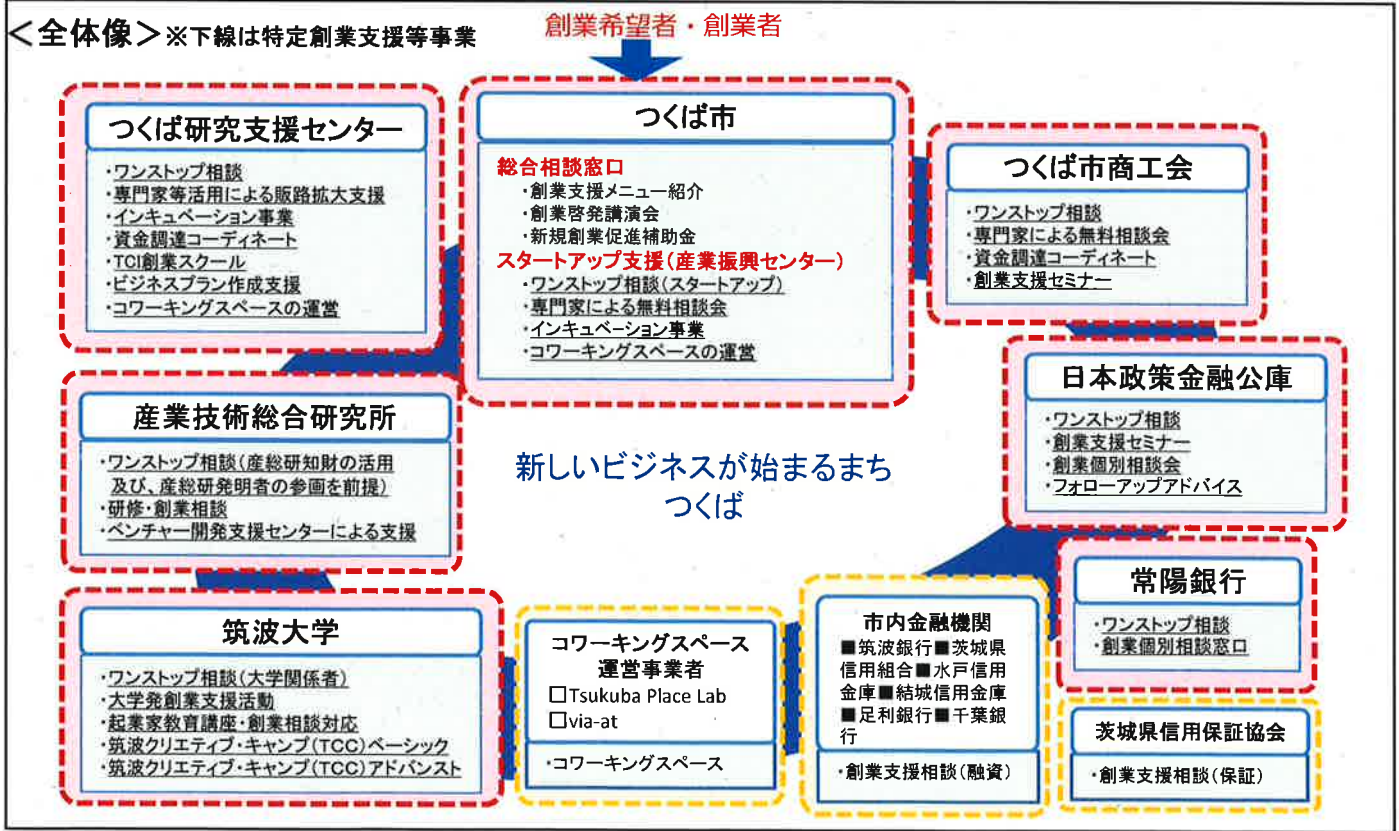 ＜全体像＞※下線は特定創業支援等事業
創業希望者・創業者
つくば研究支援センター
・ワンストップ相談
・専門家等活用による販路拡大支援
・インキュベーション事業
・資金調達コーディネート
・TCI創業スクール
・ビジネスプラン作成支援
・コワーキングスペースの運営
つくば市
総合相談窓口
・創業支援メニュー紹介
・創業啓発講演会
・新規創業促進補助金
スタートアップ支援（産業振興センター）
・ワンストップ相談（スタートアップ）
・専門家による無料相談会
・インキュベーション事業
・コワーキングスペースの運営
つくば市商工会
・ワンストップ相談
・専門家による無料相談会
・資金調達コーディネート
・創業支援セミナー
産業技術総合研究所
・ワンストップ相談（産総研知財の活用
及び、産総研発明者の参画を前提）
・研修・創業相談
・ベンチャー開発支援センターによる支援
新しいビジネスが始まるまち
つくば
日本政策金融公庫
・ワンストップ相談
・創業支援セミナー
・創業個別相談会
・フォローアップアドバイス
筑波大学
・ワンストップ相談（大学関係者）
・大学発創業支援活動
・起業家教育講座・創業相談対応
・筑波クリエティブ・キャンプ（TCC）ベーシック
・筑波クリエティブ・キャンプ（TCC）アドバンスト
コワーキングスペース
運営事業者
□Tsukuba Place Lab
□via-at
・コワーキングスペース
市内金融機関
■筑波銀行■茨城県
信用組合■水戸信用
金庫■結城信用金庫
■足利銀行■千葉銀
行
・創業支援相談（融資）
常陽銀行
・ワンストップ相談
・創業個別相談窓口
茨城県信用保証協会
・創業支援相談（保証）